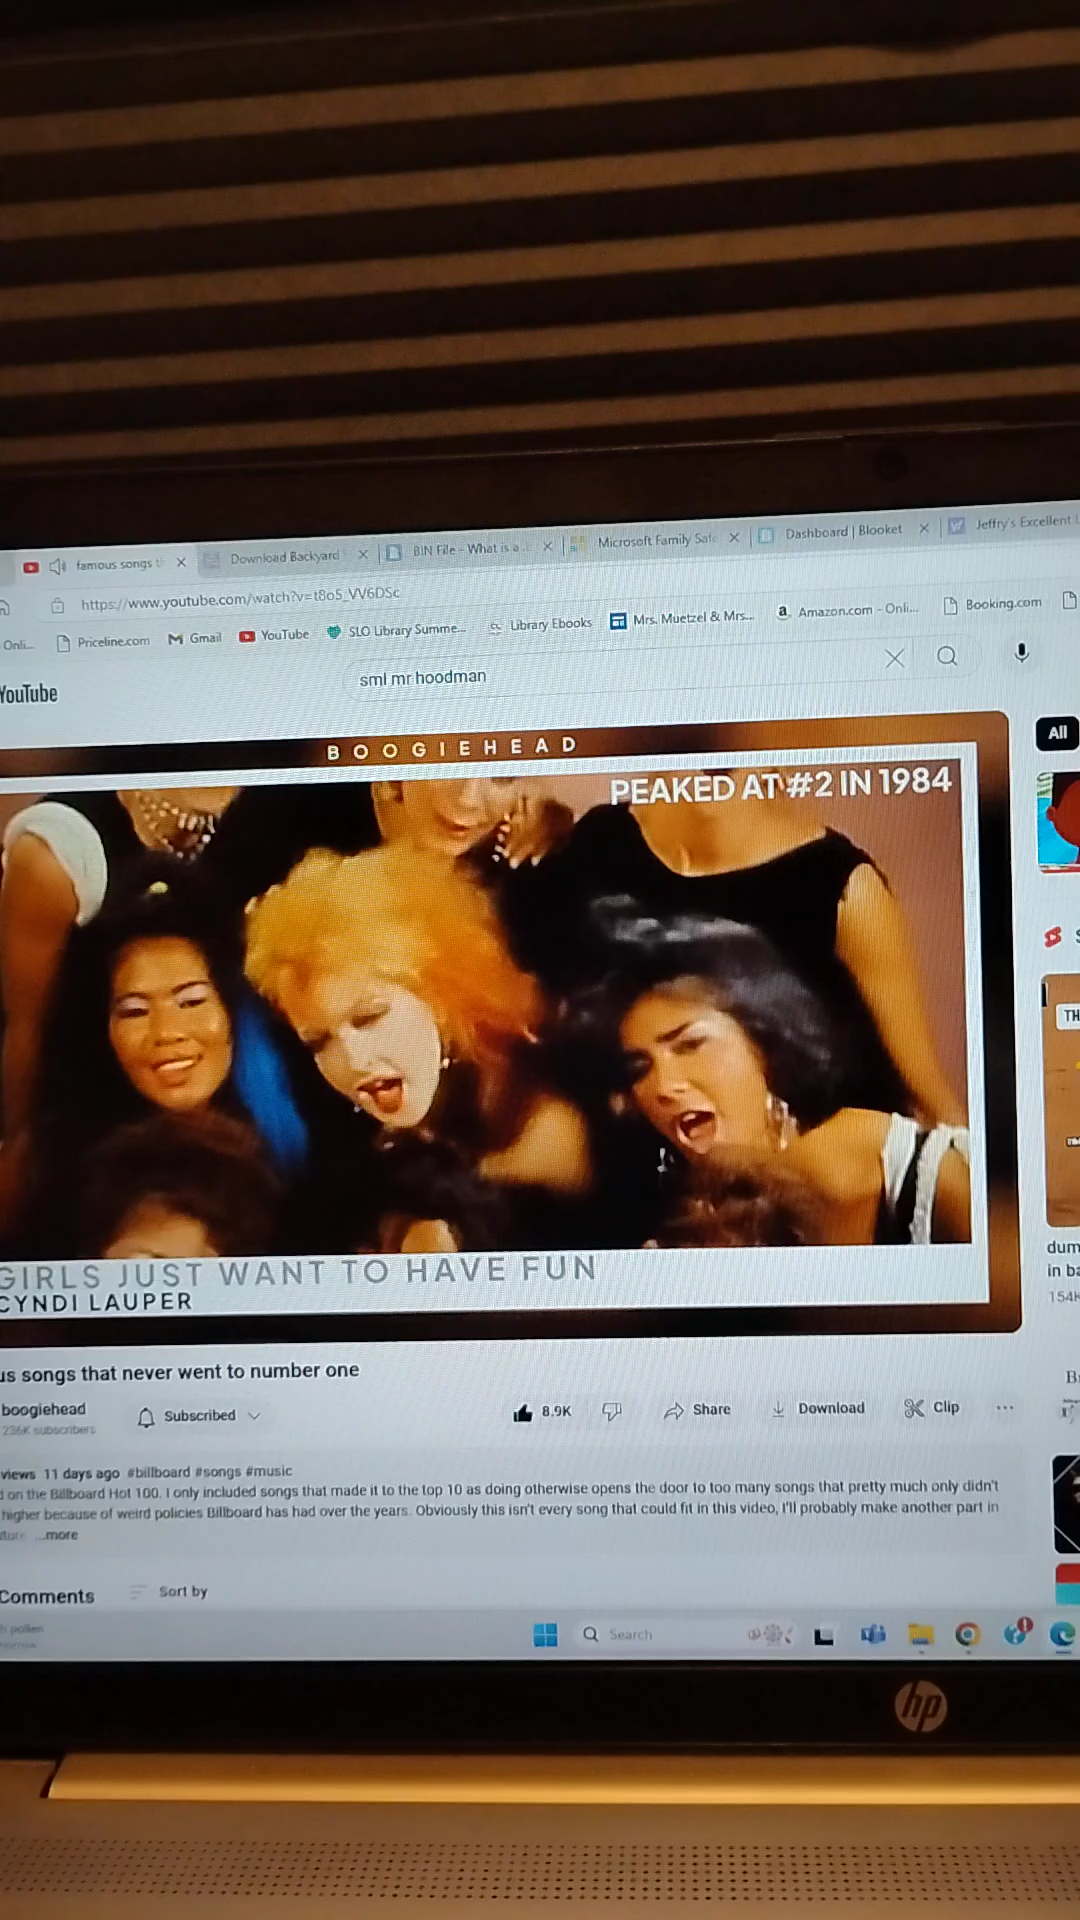 famous songs t
Download Backyard
BIN File - What is a
Microsoft Family Safe
Dashboard | Blooket
Jeffry's Excellent
https://www.youtube.com/watch?v=t8o5_VV6DSc
Onli...
Priceline.com
Gmail
YouTube
SLO Library Summe...
Library Ebooks
Mrs. Muetzel & Mrs...
Amazon.com - Onli...
Booking.com
YouTube
sml mr hoodman
BOOGIEHEAD
All
PEAKED AT #2 IN 1984
TH
GIRLS JUST WANT TO HAVE FUN
CYNDI LAUPER
dum
in ba
154K
us songs that never went to number one
boogiehead
236K subscribers
Subscribed
8.9K
Share
Download
Clip
...
views 11 days ago #billboard #songs #music
on the Billboard Hot 100. I only included songs that made it to the top 10 as doing otherwise opens the door to too many songs that pretty much only didn't
higher because of weird policies Billboard has had over the years. Obviously this isn't every song that could fit in this video, I'll probably make another part in
...more
Comments
Sort by
pollen
Search
hp